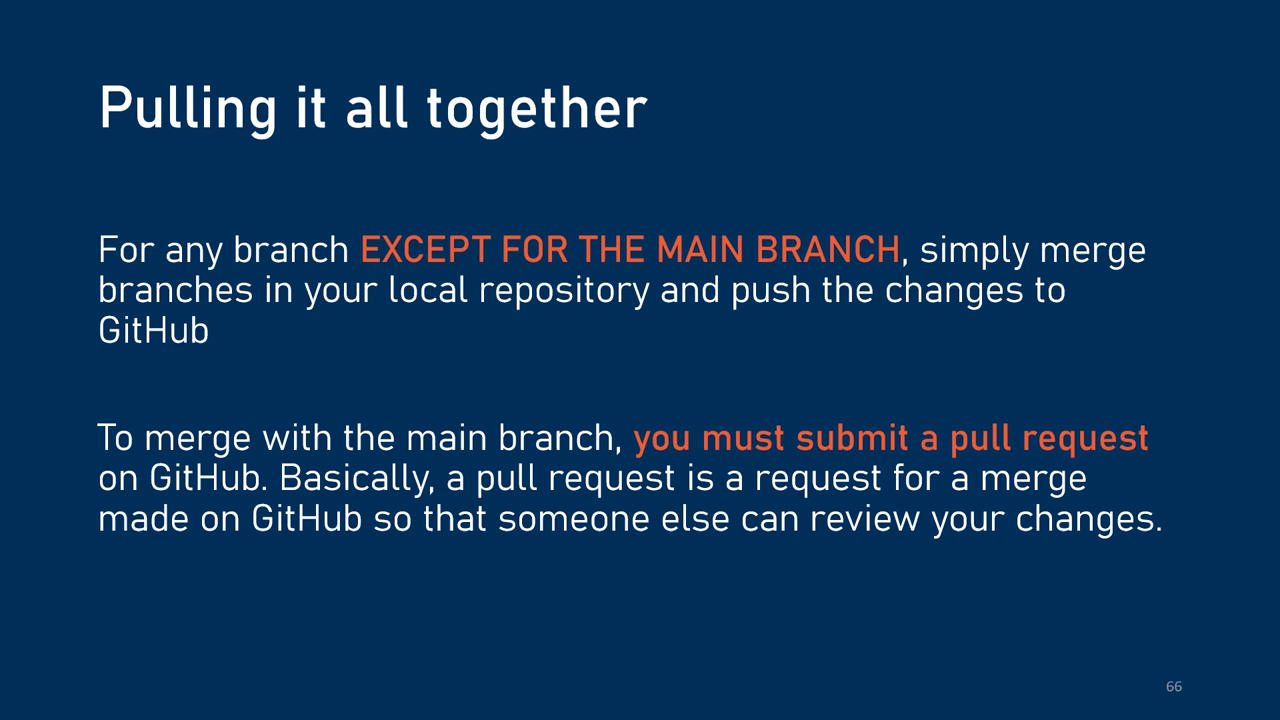 Pulling it all together
For any branch EXCEPT FOR THE MAIN BRANCH, simply merge
branches in your local repository and push the changes to
GitHub
To merge with the main branch, you must submit a pull request
on GitHub. Basically, a pull request is a request for a merge
made on GitHub so that someone else can review your changes.
66